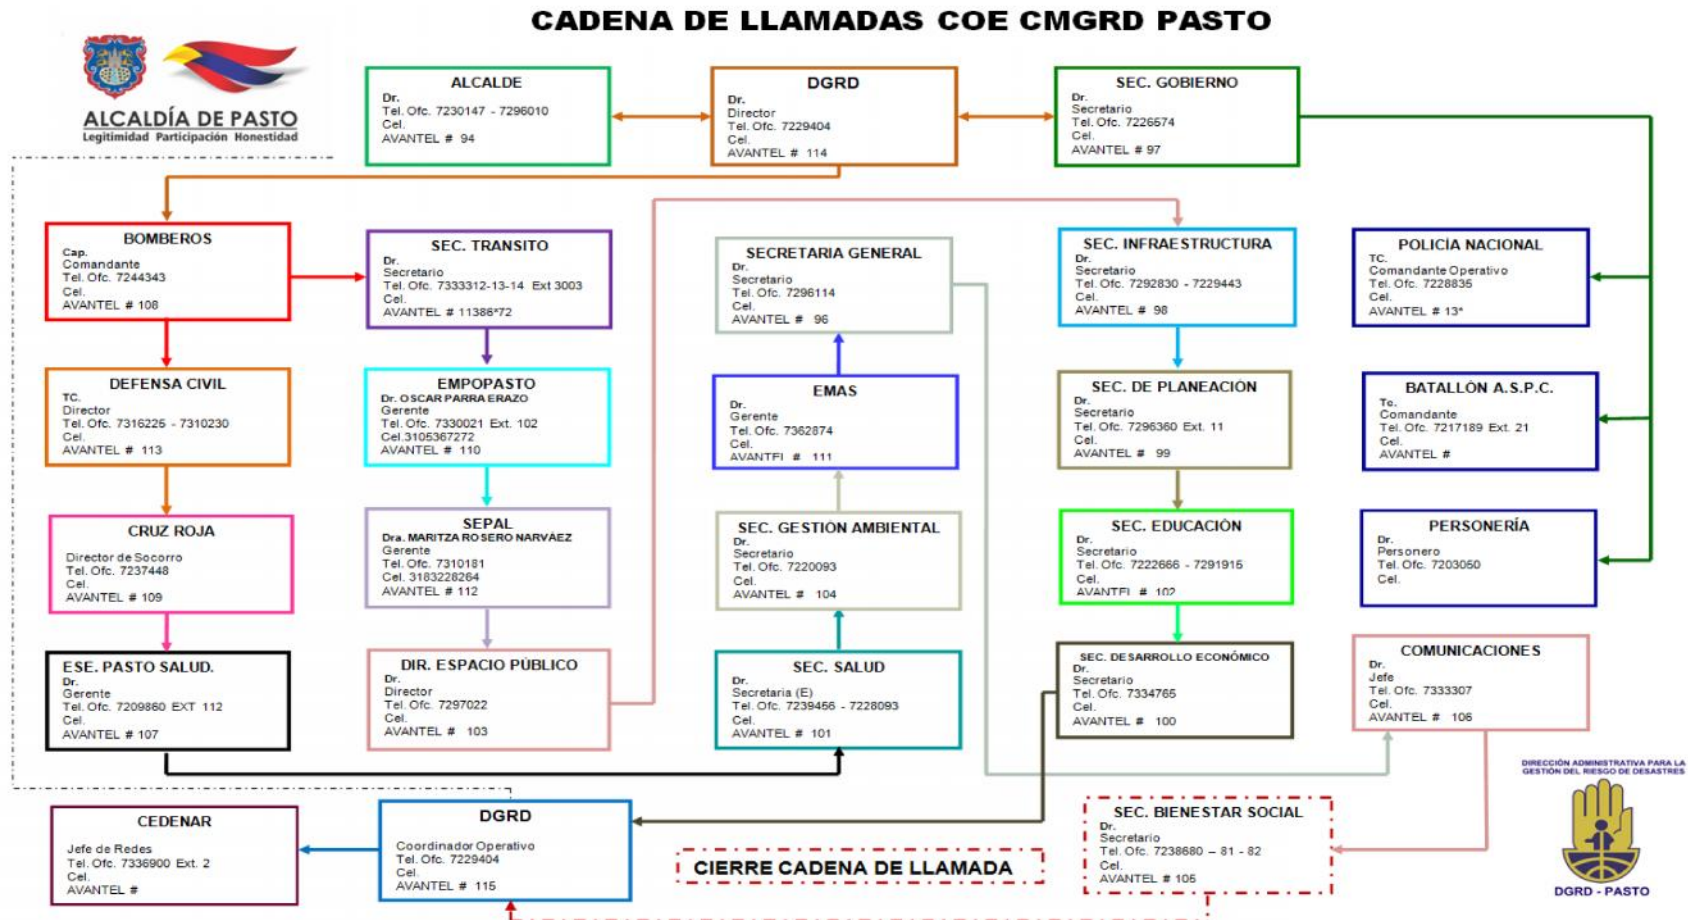 CADENA DE LLAMADAS COE CMGRD PASTO
ALCALDÍA DE PASTO
Legitimidad Participación Honestidad
ALCALDE
Dr.
Tel. Ofc. 7230147 - 7296010
Cel.
AVANTEL # 94
DGRD
Dr.
Director
Tel. Ofc. 7229404
Cel.
AVANTEL # 114
SEC. GOBIERNO
Dr.
Secretario
Tel. Ofc. 7226574
Cel.
AVANTEL # 97
BOMBEROS
Cap.
Comandante
Tel. Ofc. 7244343
Cel.
AVANTEL # 108
SEC. TRANSITO
Dr.
Secretario
Tel. Ofc. 7333312-13-14 Ext 3003
Cel.
AVANTEL # 11386*72
SECRETARIA GENERAL
Dr.
Secretario
Tel. Ofc. 7296114
Cel.
AVANTEL # 96
SEC. INFRAESTRUCTURA
Dr.
Secretario
Tel. Ofc. 7292830 - 7229443
Cel.
AVANTEL # 98
POLICÍA NACIONAL
TC.
Comandante Operativo
Tel. Ofc. 7228835
Cel.
AVANTEL # 13*
DEFENSA CIVIL
TC.
Director
Tel. Ofc. 7316225 - 7310230
Cel.
AVANTEL # 113
EMPOPASTO
Dr. OSCAR PARRA ERAZO
Gerente
Tel. Ofc. 7330021 Ext. 102
Cel.3105367272
AVANTEL # 110
EMAS
Dr.
Gerente
Tel. Ofc. 7362874
Cel.
AVANTEL # 111
SEC. DE PLANEACIÓN
Dr.
Secretario
Tel. Ofc. 7296360 Ext. 11
Cel.
AVANTEL # 99
BATALLÓN A.S.P.C.
Tc.
Comandante
Tel. Ofc. 7217189 Ext. 21
Cel.
AVANTEL #
CRUZ ROJA
Director de Socorro
Tel. Ofc. 7237448
Cel.
AVANTEL # 109
SEPAL
Dra. MARITZA ROSERO NARVÁEZ
Gerente
Tel. Ofc. 7310181
Cel. 3183228264
AVANTEL # 112
SEC. GESTIÓN AMBIENTAL
Dr.
Secretario
Tel. Ofc. 7220093
Cel.
AVANTEL # 104
SEC. EDUCACIÓN
Dr.
Secretario
Tel. Ofc. 7222666 - 7291915
Cel.
AVANTEL # 102
PERSONERÍA
Dr.
Personero
Tel. Ofc. 7203050
Cel.
ESE. PASTO SALUD.
Dr.
Gerente
Tel. Ofc. 7209860 EXT 112
Cel.
AVANTEL # 107
DIR. ESPACIO PÚBLICO
Dr.
Director
Tel. Ofc. 7297022
Cel.
AVANTEL # 103
SEC. SALUD
Dr.
Secretaria (E)
Tel. Ofc. 7239456 - 7228093
Cel.
AVANTEL # 101
SEC. DESARROLLO ECONÓMICO
Dr.
Secretario
Tel. Ofc. 7334765
Cel.
AVANTEL # 100
COMUNICACIONES
Dr.
Jefe
Tel. Ofc. 7333307
Cel.
AVANTEL # 106
CEDENAR
Jefe de Redes
Tel. Ofc. 7336900 Ext. 2
Cel.
AVANTEL #
DGRD
Coordinador Operativo
Tel. Ofc. 7229404
Cel.
AVANTEL # 115
CIERRE CADENA DE LLAMADA
SEC. BIENESTAR SOCIAL
Dr.
Secretario
Tel. Ofc. 7238680 – 81 - 82
Cel.
AVANTEL # 105
DIRECCIÓN ADMINISTRATIVA PARA LA
GESTIÓN DEL RIESGO DE DESASTRES
DGRD - PASTO